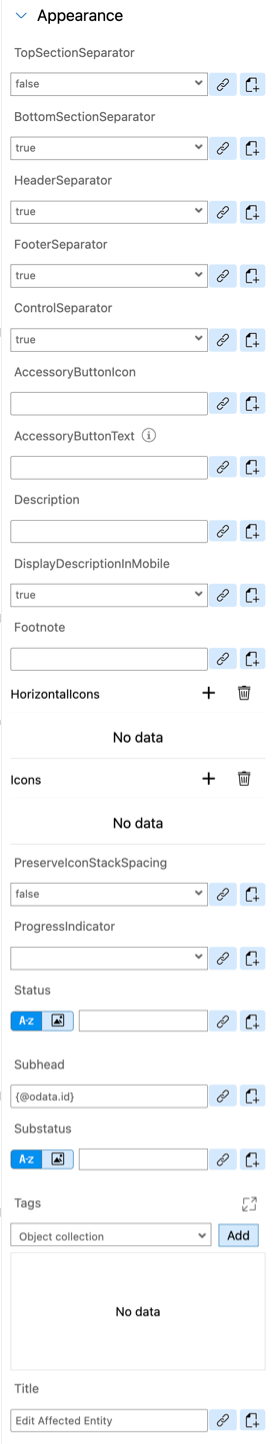 Appearance
TopSectionSeparator
false
BottomSectionSeparator
true
HeaderSeparator
true
FooterSeparator
true
ControlSeparator
true
AccessoryButtonIcon
AccessoryButtonText
Description
DisplayDescriptionInMobile
true
Footnote
HorizontalIcons
No data
Icons
No data
PreserveIconStackSpacing
false
ProgressIndicator
Status
A-z
Subhead
{@odata.id}
Substatus
A-z
Tags
Object collection Add
No data
Title
Edit Affected Entity